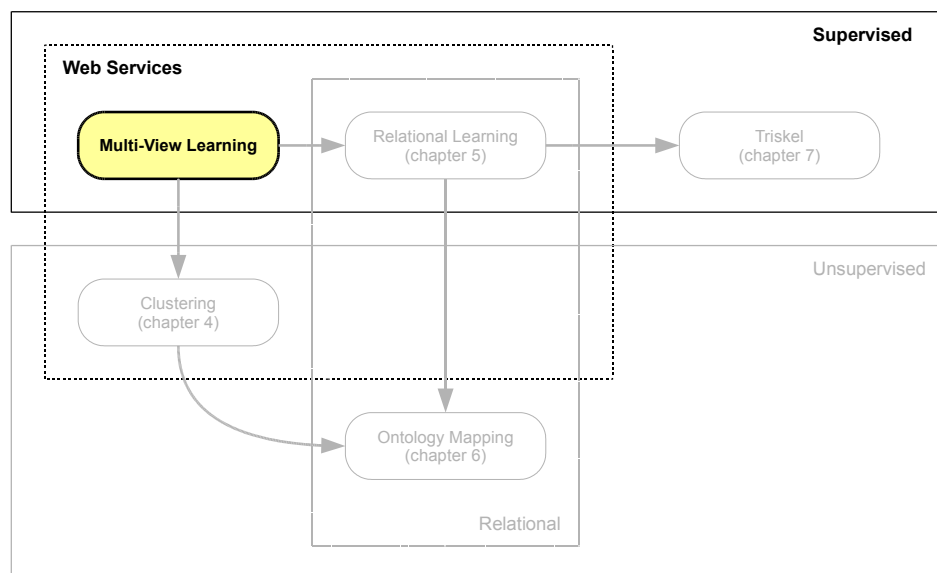 Supervised
Web Services
Multi-View Learning
Relational Learning
(chapter 5)
Triskel
(chapter 7)
Unsupervised
Clustering
(chapter 4)
Ontology Mapping
(chapter 6)
Relational